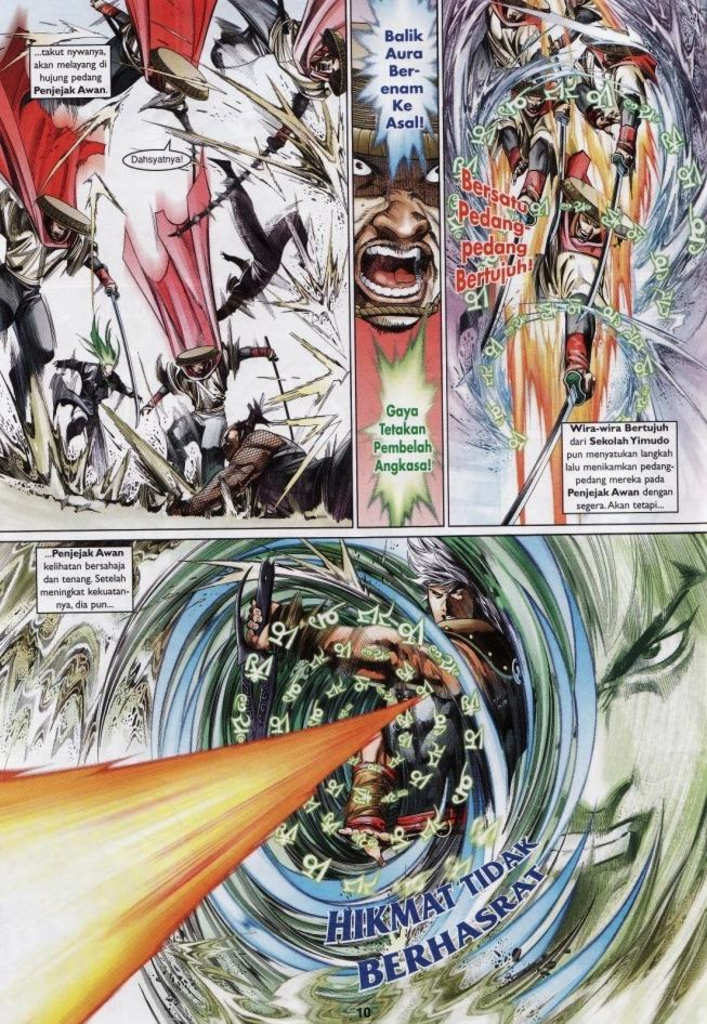 ...takut nywanya,
akan melayang di
hujung pedang
Penjejak Awan.
Dahsyatnya!
Balik
Aura
Ber-
enam
Ke
Asal!
Gaya
Tetakan
Pembelah
Angkasa!
Bersatu
Pedang-
pedang
Bertujuh!
Wira-wira Bertujuh
dari Sekolah Yimudo
pun menyatukan langkah
lalu menikamkan pedang-
pedang mereka pada
Penjejak Awan dengan
segera. Akan tetapi...
...Penjejak Awan
kelihatan bersahaja
dan tenang. Setelah
meningkat kekuatan-
nya, dia pun...
HIKMAT TIDAK
BERHASRAT
10